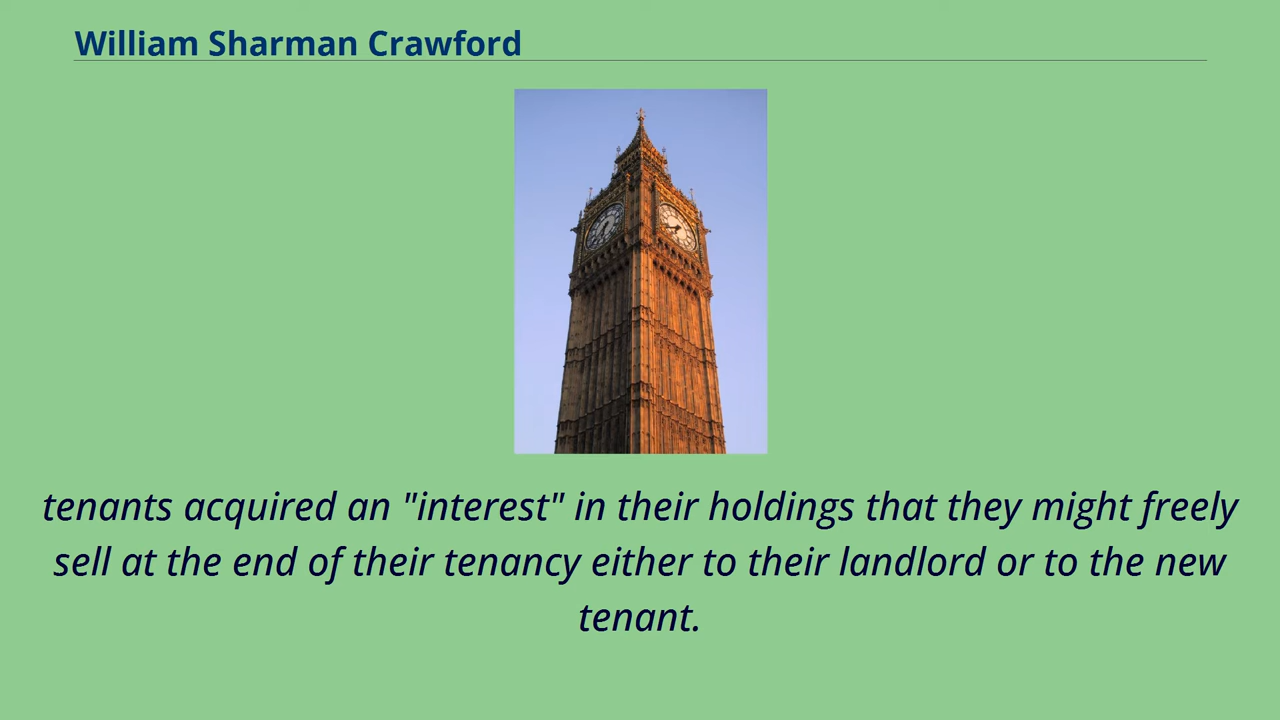 William Sharman Crawford
tenants acquired an "interest" in their holdings that they might freely
sell at the end of their tenancy either to their landlord or to the new
tenant.